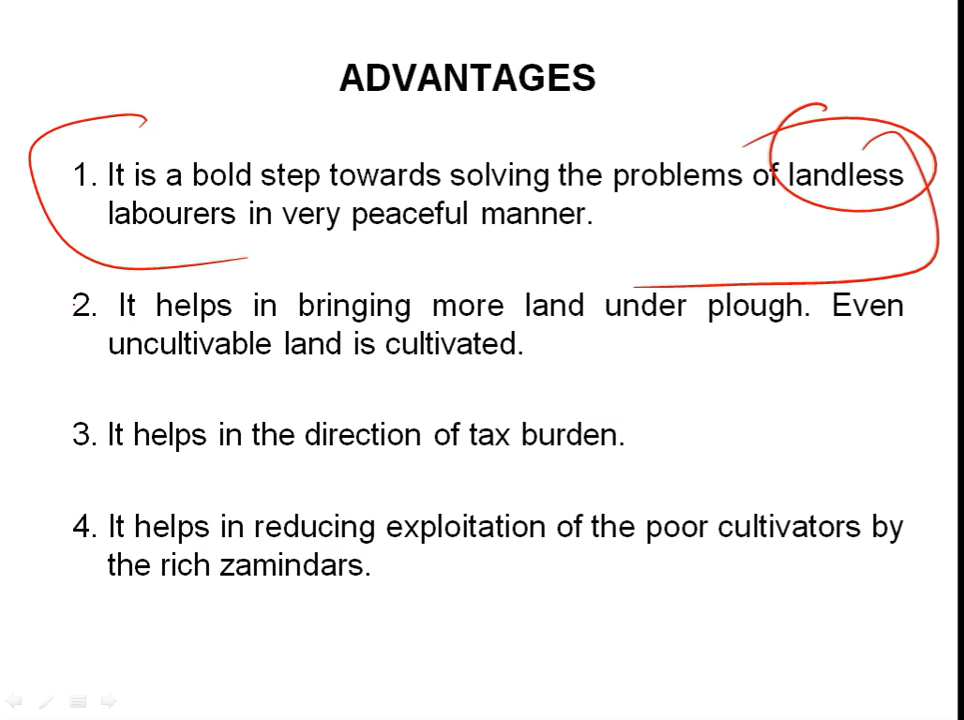 ADVANTAGES
1. It is a bold step towards solving the problems of landless
labourers in very peaceful manner.
2. It helps in bringing more land under plough. Even
uncultivable land is cultivated.
3. It helps in the direction of tax burden.
4. It helps in reducing exploitation of the poor cultivators by
the rich zamindars.